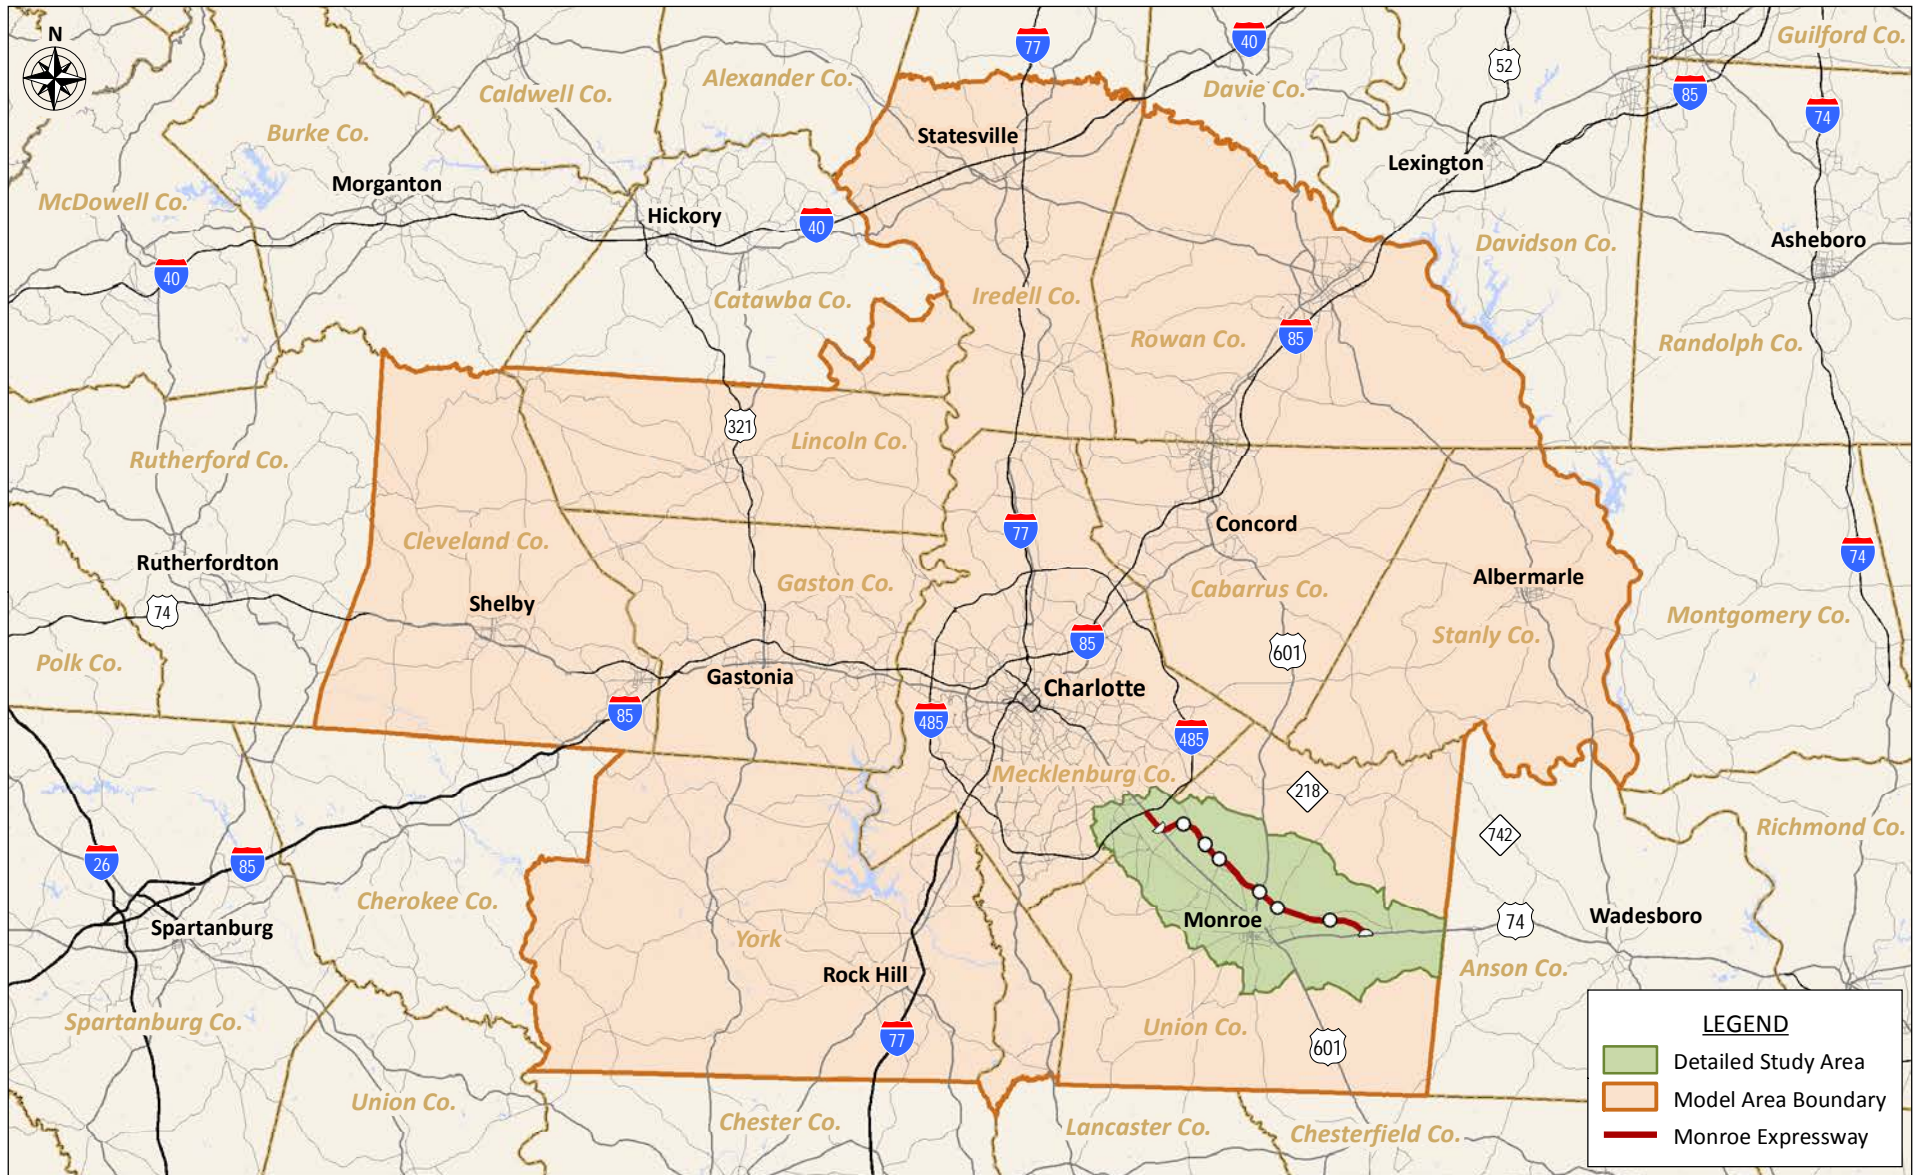 N
77
40
Guilford Co.
52
Alexander Co.
Caldwell Co.
Davie Co.
85
74
Burke Co.
Statesville
Lexington
Morganton
McDowell Co.
Hickory
40
Davidson Co.
Asheboro
40
Catawba Co.
Iredell Co.
Rowan Co.
85
Randolph Co.
321
Lincoln Co.
Rutherford Co.
Concord
77
Cleveland Co.
74
Rutherfordton
Gaston Co.
Albermarle
Cabarrus Co.
Shelby
74
Montgomery Co.
Stanly Co.
85
601
Polk Co.
Gastonia
Charlotte
85
485
485
Mecklenburg Co.
218
Richmond Co.
742
26
85
Cherokee Co.
Wadesboro
Monroe
74
Spartanburg
York
Rock Hill
Anson Co.
Spartanburg Co.
Union Co.
77
601
Union Co.
Chester Co.
Lancaster Co.
Chesterfield Co.
LEGEND
Detailed Study Area
Model Area Boundary
Monroe Expressway